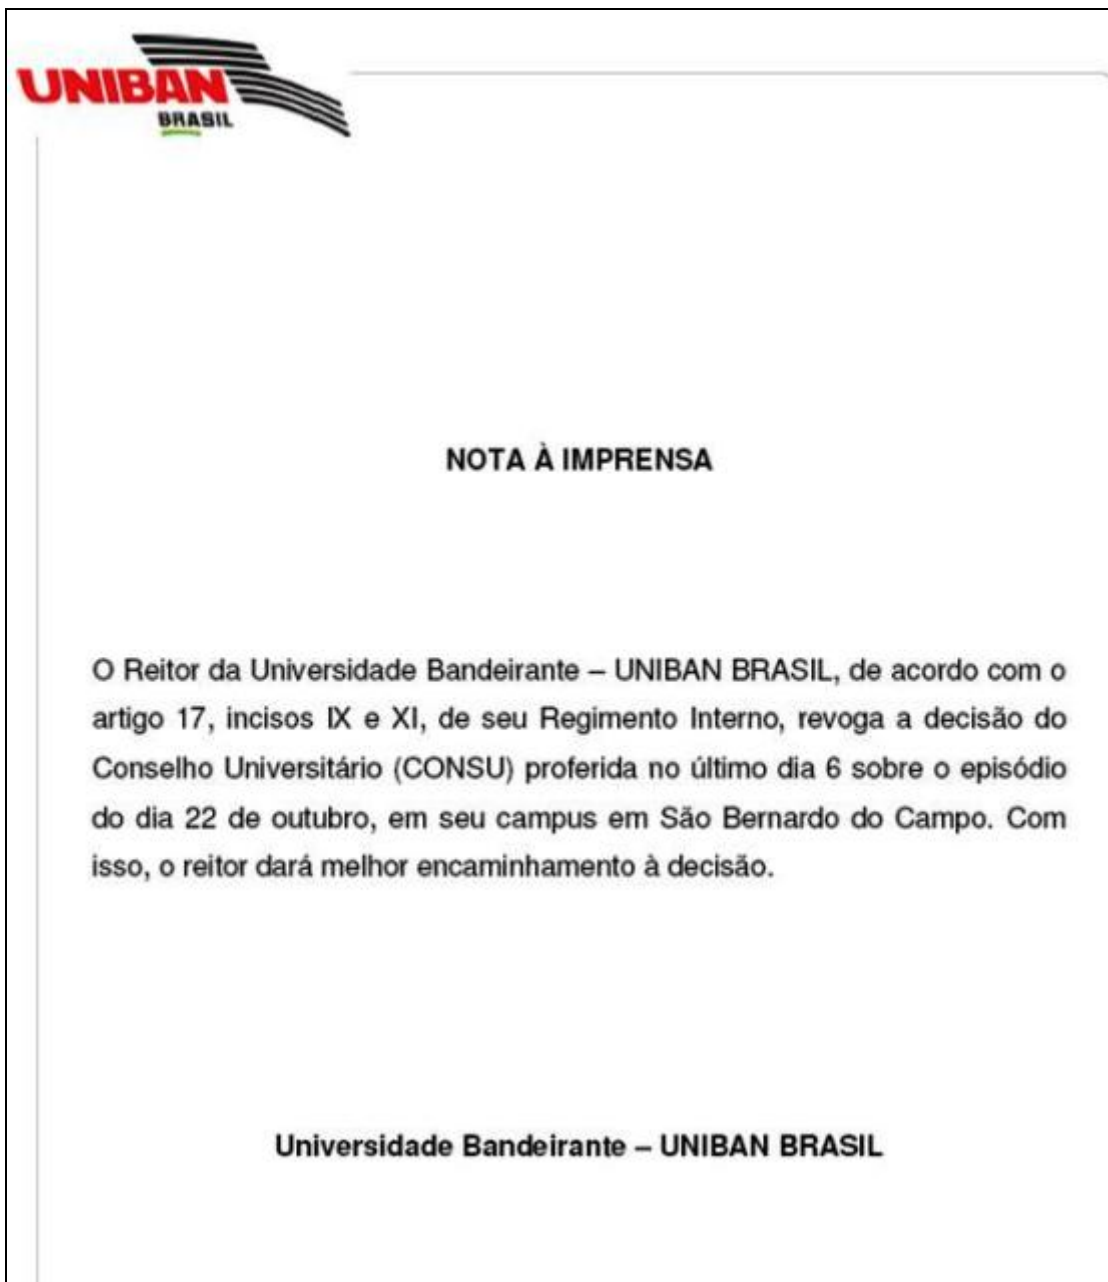 UNIBAN
BRASIL
NOTA À IMPRENSA
O Reitor da Universidade Bandeirante – UNIBAN BRASIL, de acordo com o
artigo 17, incisos IX e XI, de seu Regimento Interno, revoga a decisão do
Conselho Universitário (CONSU) proferida no último dia 6 sobre o episódio
do dia 22 de outubro, em seu campus em São Bernardo do Campo. Com
isso, o reitor dará melhor encaminhamento à decisão.
Universidade Bandeirante – UNIBAN BRASIL